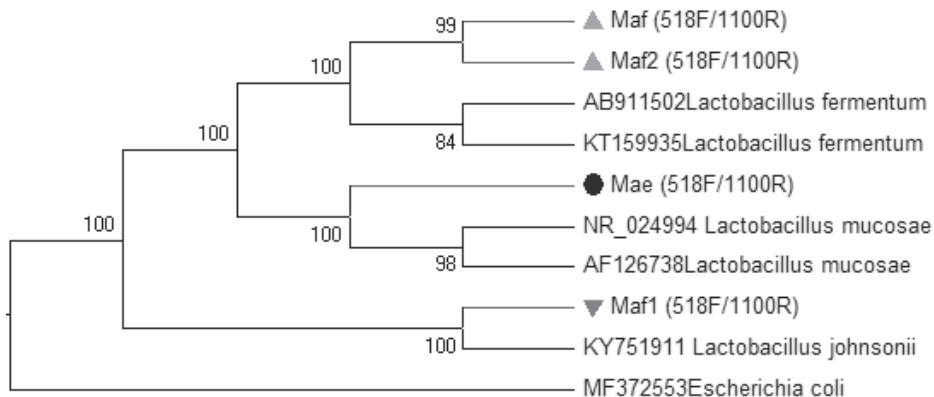 99
Maf (518F/1100R)
100
Maf2 (518F/1100R)
AB911502Lactobacillus fermentum
100
84
KT159935Lactobacillus fermentum
Mae (518F/1100R)
100
100
NR_024994 Lactobacillus mucosae
98
AF126738Lactobacillus mucosae
Maf1 (518F/1100R)
100
KY751911 Lactobacillus johnsonii
MF372553Escherichia coli